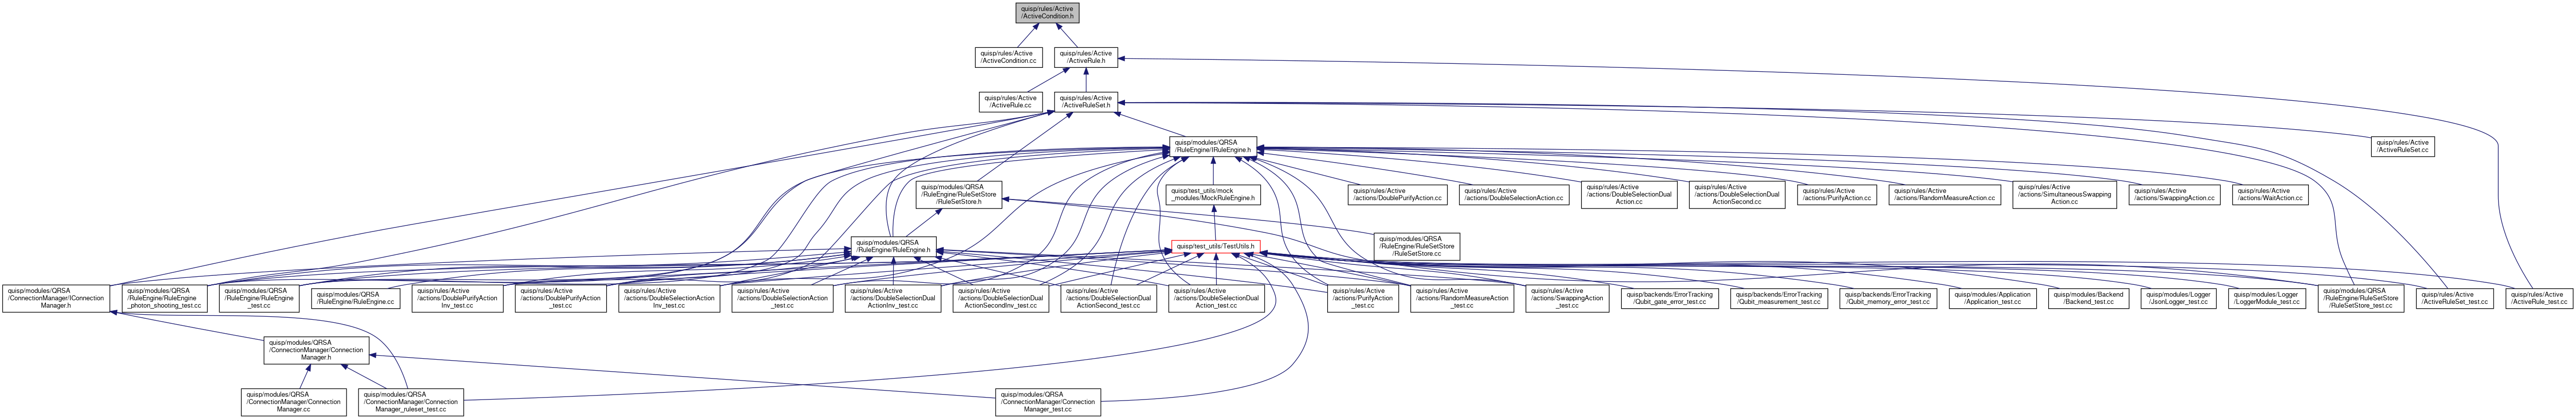 quisp/rules/Active
/ActiveCondition.h
quisp/rules/Active
/ActiveCondition.cc
quisp/rules/Active
/ActiveRule.h
quisp/rules/Active
/ActiveRule.cc
quisp/rules/Active
/ActiveRuleSet.h
quisp/modules/QRSA
/RuleEngine/IRuleEngine.h
quisp/rules/Active
/ActiveRuleSet.cc
quisp/modules/QRSA
/RuleEngine/RuleSetStore
/RuleSetStore.h
quisp/test_utils/mock
_modules/MockRuleEngine.h
quisp/rules/Active
/actions/DoublePurifyAction.cc
quisp/rules/Active
/actions/DoubleSelectionAction.cc
quisp/rules/Active
/actions/DoubleSelectionDual
Action.cc
quisp/rules/Active
/actions/DoubleSelectionDual
ActionSecond.cc
quisp/rules/Active
/actions/PurifyAction.cc
quisp/rules/Active
/actions/RandomMeasureAction.cc
quisp/rules/Active
/actions/SimultaneousSwapping
Action.cc
quisp/rules/Active
/actions/SwappingAction.cc
quisp/rules/Active
/actions/WaitAction.cc
quisp/modules/QRSA
/RuleEngine/RuleEngine.h
quisp/test_utils/TestUtils.h
quisp/modules/QRSA
/RuleEngine/RuleSetStore
/RuleSetStore.cc
quisp/modules/QRSA
/ConnectionManager/IConnection
Manager.h
quisp/modules/QRSA
/RuleEngine/RuleEngine
_photon_shooting_test.cc
quisp/modules/QRSA
/RuleEngine/RuleEngine
_test.cc
quisp/modules/QRSA
/RuleEngine/RuleEngine.cc
quisp/rules/Active
/actions/DoublePurifyAction
Inv_test.cc
quisp/rules/Active
/actions/DoublePurifyAction
_test.cc
quisp/rules/Active
/actions/DoubleSelectionAction
Inv_test.cc
quisp/rules/Active
/actions/DoubleSelectionAction
_test.cc
quisp/rules/Active
/actions/DoubleSelectionDual
ActionInv_test.cc
quisp/rules/Active
/actions/DoubleSelectionDual
ActionSecondInv_test.cc
quisp/rules/Active
/actions/DoubleSelectionDual
ActionSecond_test.cc
quisp/rules/Active
/actions/DoubleSelectionDual
Action_test.cc
quisp/rules/Active
/actions/PurifyAction
_test.cc
quisp/rules/Active
/actions/RandomMeasureAction
_test.cc
quisp/rules/Active
/actions/SwappingAction
_test.cc
quisp/backends/ErrorTracking
/Qubit_gate_error_test.cc
quisp/backends/ErrorTracking
/Qubit_measurement_test.cc
quisp/backends/ErrorTracking
/Qubit_memory_error_test.cc
quisp/modules/Application
/Application_test.cc
quisp/modules/Backend
/Backend_test.cc
quisp/modules/Logger
/JsonLogger_test.cc
quisp/modules/Logger
/LoggerModule_test.cc
quisp/modules/QRSA
/RuleEngine/RuleSetStore
/RuleSetStore_test.cc
quisp/rules/Active
/ActiveRuleSet_test.cc
quisp/rules/Active
/ActiveRule_test.cc
quisp/modules/QRSA
/ConnectionManager/Connection
Manager.h
quisp/modules/QRSA
/ConnectionManager/Connection
Manager.cc
quisp/modules/QRSA
/ConnectionManager/Connection
Manager_ruleset_test.cc
quisp/modules/QRSA
/ConnectionManager/Connection
Manager_test.cc